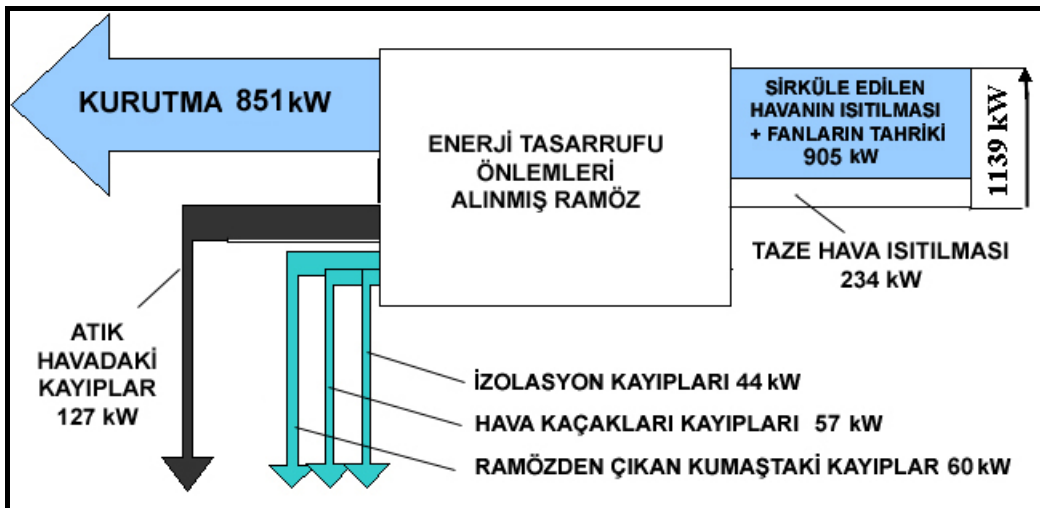 KURUTMA 851 kW
ENERJİ TASARRUFU
ÖNLEMLERİ
ALINMIŞ RAMÖZ
SİRKÜLE EDİLEN
HAVANIN ISITILMASI
+ FANLARIN TAHRİKİ
905 kW
1139 kW
TAZE HAVA ISITILMASI
234 kW
ATIK
HAVADAKİ
KAYIPLAR
127 kW
İZOLASYON KAYIPLARI 44 kW
HAVA KAÇAKLARI KAYIPLARI 57 kW
RAMÖZDEN ÇIKAN KUMAŞTAKİ KAYIPLAR 60 kW